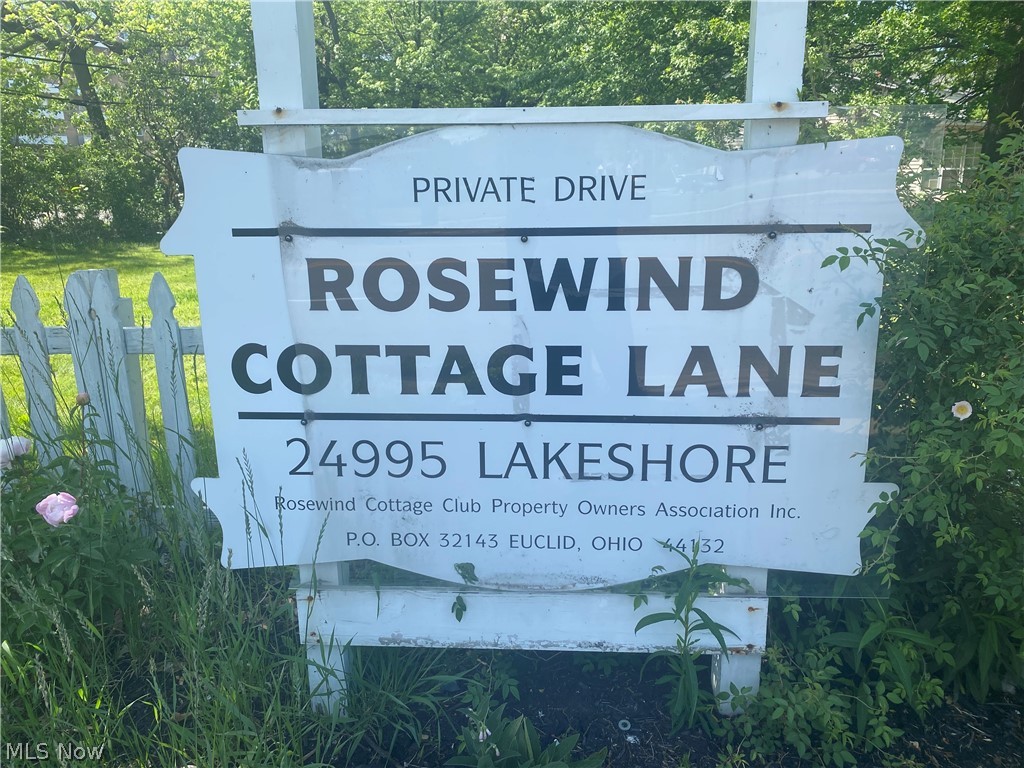 PRIVATE DRIVE
ROSEWIND
COTTAGE LANE
24995 LAKESHORE
Rosewind Cottage Club Property Owners Association Inc.
P.O. BOX 32143 EUCLID, OHIO 44132
MLS Now